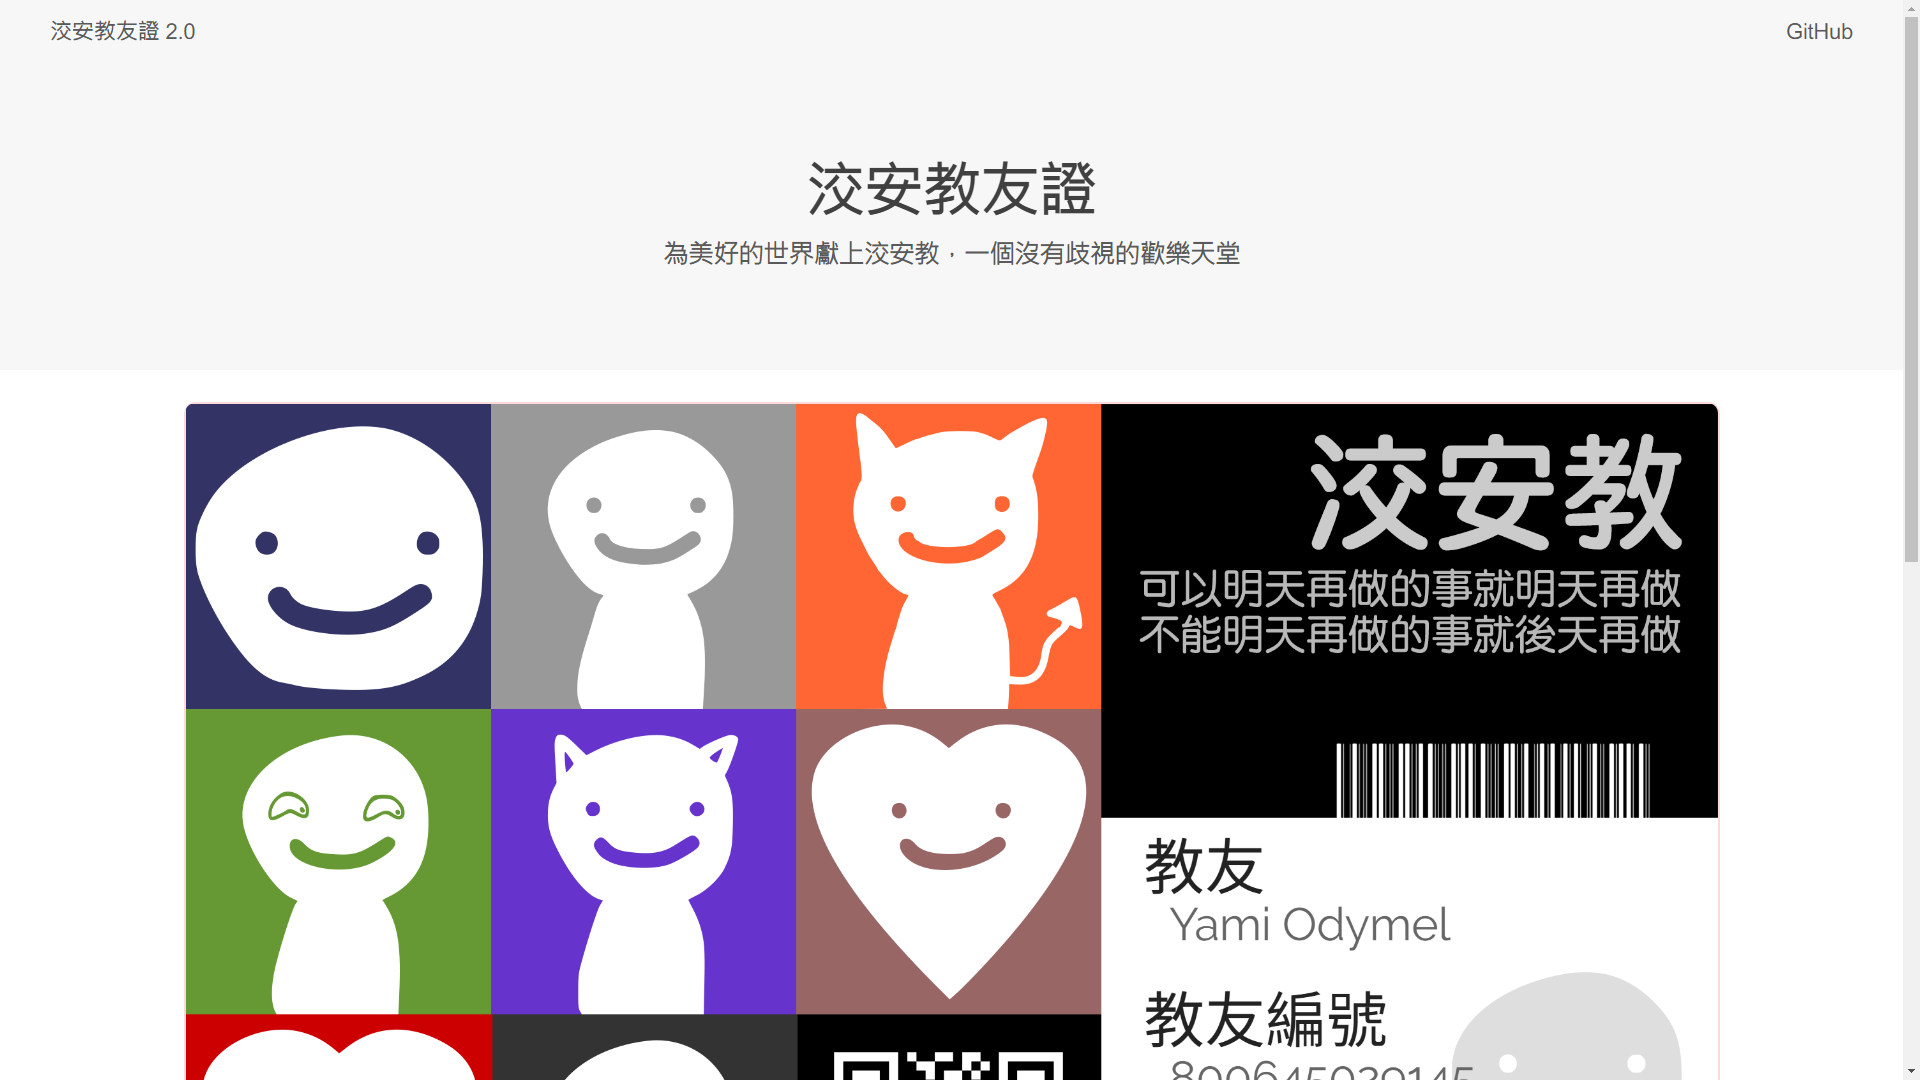 洨安教友證 2.0
GitHub
洨安教友證
為美好的世界獻上洨安教，一個沒有歧視的歡樂天堂
洨安教
可以明天再做的事就明天再做
不能明天再做的事就後天再做
教友
Yami Odymel
教友編號
800645029145